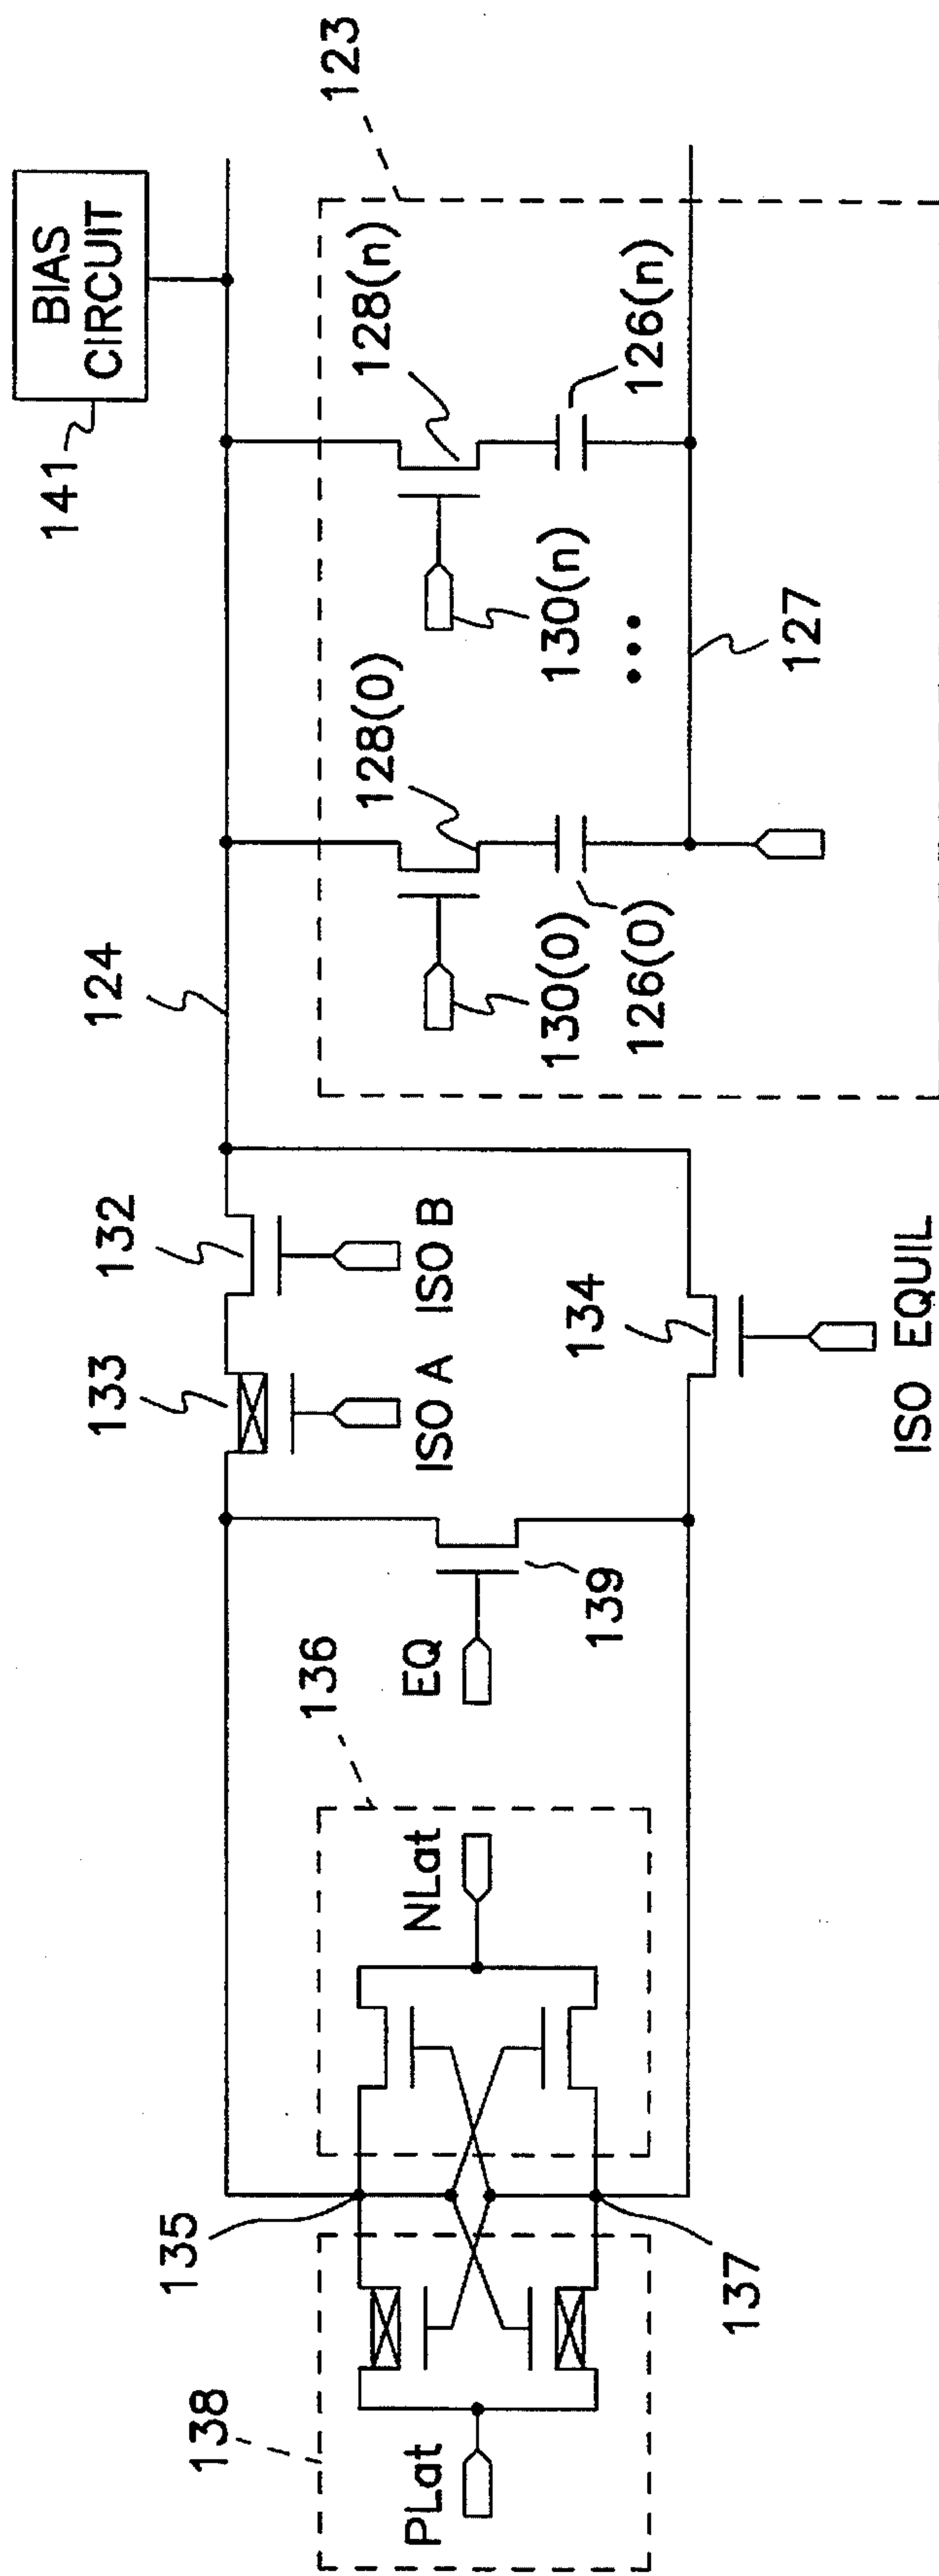 BIAS
CIRCUIT
141
123
124
128(n)
126(n)
130(n)
128(0)
130(0)
126(0)
127
132
133
ISO B
ISO A
134
ISO EQUIL
139
EQ
136
NLat
135
137
138
PLat